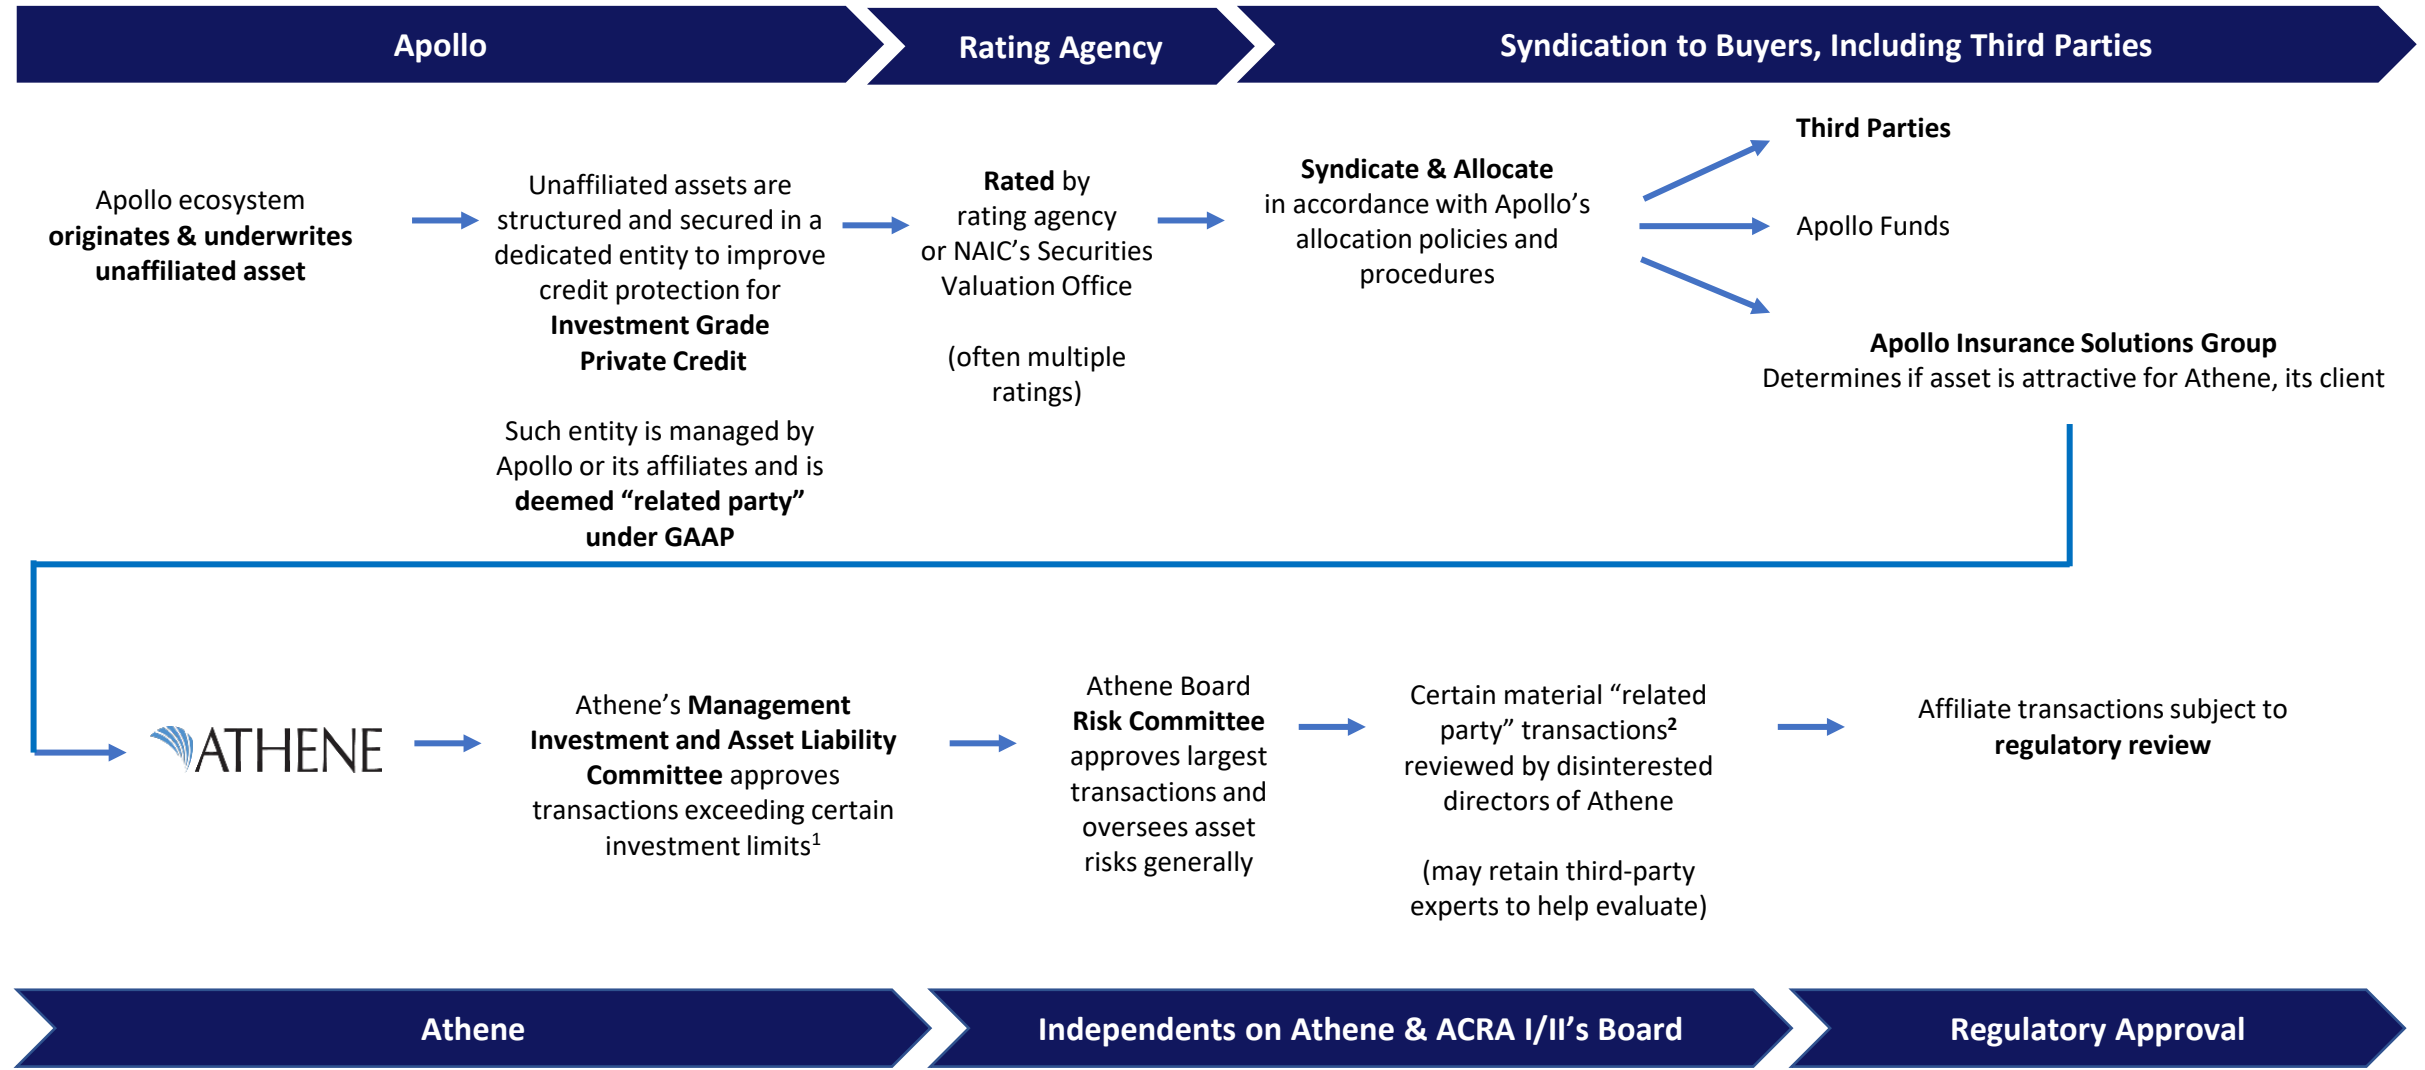 Apollo
Rating Agency
Syndication to Buyers, Including Third Parties
Apollo ecosystem
originates & underwrites
unaffiliated asset
Unaffiliated assets are
structured and secured in a
dedicated entity to improve
credit protection for
Investment Grade
Private Credit
Such entity is managed by
Apollo or its affiliates and is
deemed “related party”
under GAAP
Rated by
rating agency
or NAIC’s Securities
Valuation Office
(often multiple
ratings)
Syndicate & Allocate
in accordance with Apollo’s
allocation policies and
procedures
Third Parties
Apollo Funds
Apollo Insurance Solutions Group
Determines if asset is attractive for Athene, its client
ATHENE
Athene’s Management
Investment and Asset Liability
Committee approves
transactions exceeding certain
investment limits¹
Athene Board
Risk Committee
approves largest
transactions and
oversees asset
risks generally
Certain material “related
party” transactions²
reviewed by disinterested
directors of Athene
(may retain third-party
experts to help evaluate)
Affiliate transactions subject to
regulatory review
Athene
Independents on Athene & ACRA I/II’s Board
Regulatory Approval